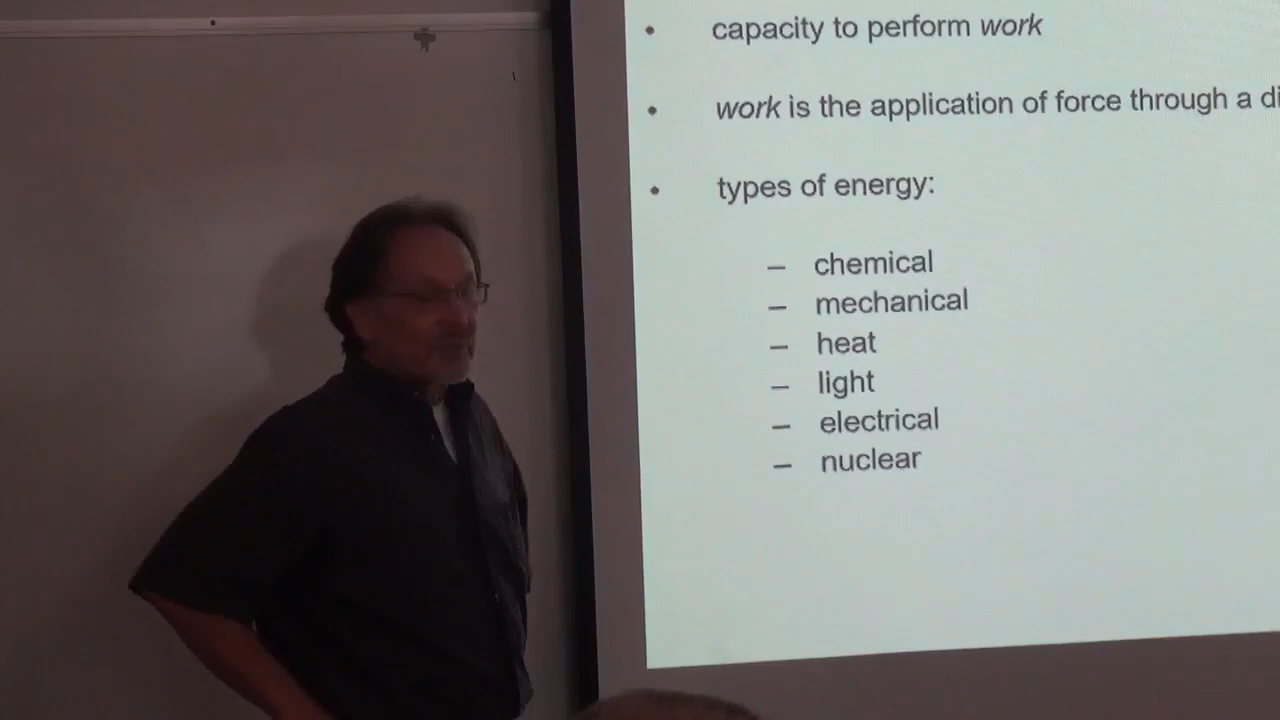 • capacity to perform work
• work is the application of force through a
• types of energy:
– chemical
– mechanical
– heat
– light
– electrical
– nuclear